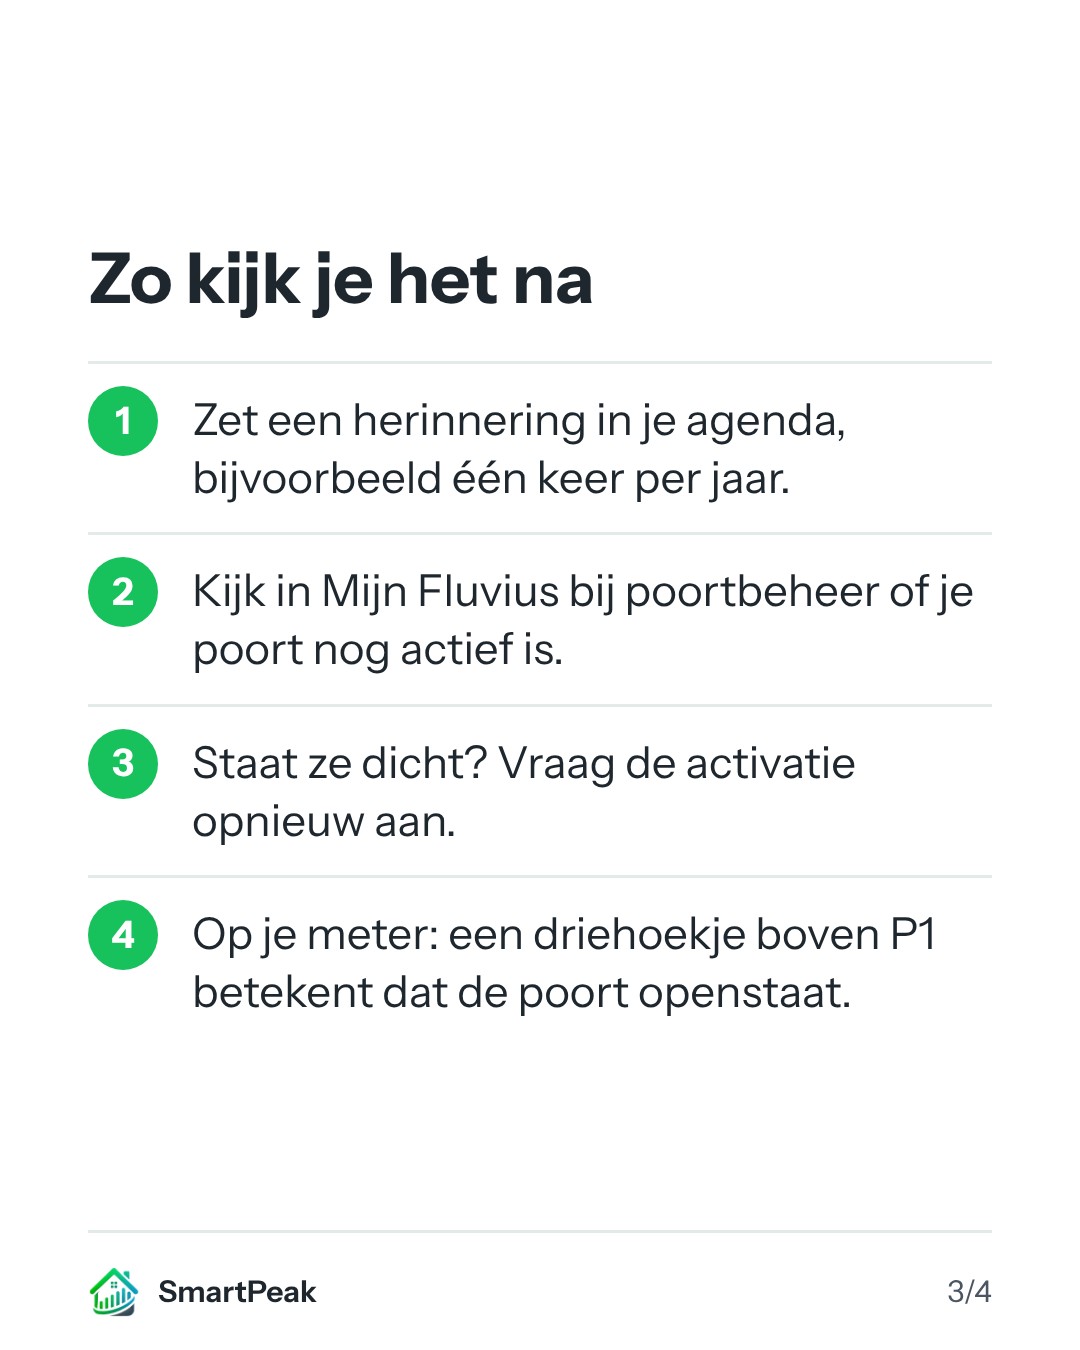 Zo kijk je het na
1 Zet een herinnering in je agenda,
bijvoorbeeld één keer per jaar.
2 Kijk in Mijn Fluvius bij poortbeheer of je
poort nog actief is.
3 Staat ze dicht? Vraag de activatie
opnieuw aan.
4 Op je meter: een driehoekje boven P1
betekent dat de poort openstaat.
SmartPeak 3/4